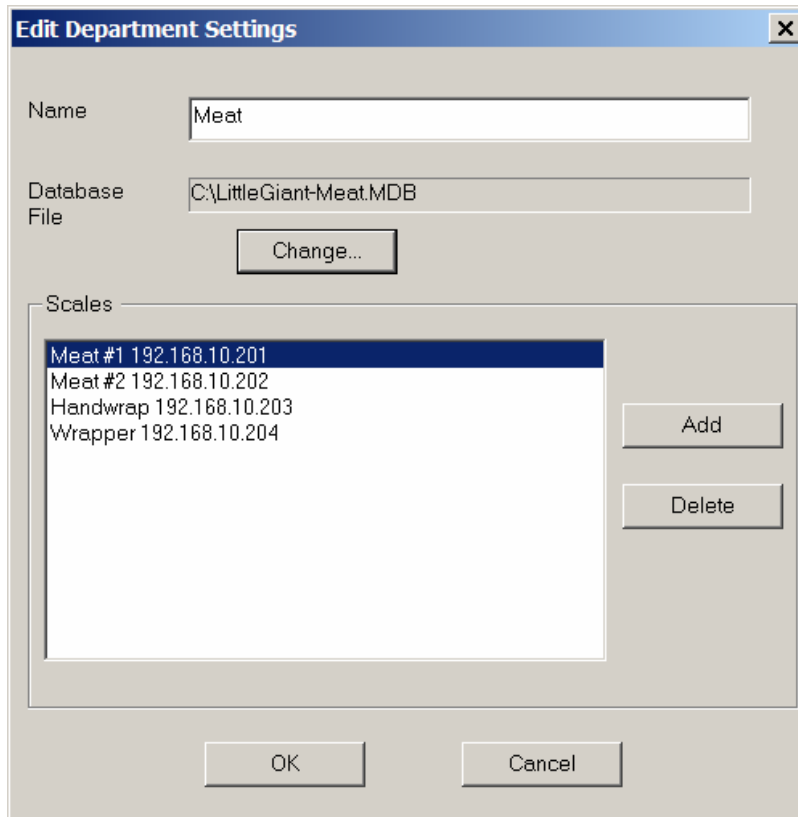 Edit Department Settings
Name
Meat
Database
File
C:\LittleGiant-Meat.MDB
Change...
Scales
Meat #1 192.168.10.201
Meat #2 192.168.10.202
Handwrap 192.168.10.203
Wrapper 192.168.10.204
Add
Delete
OK
Cancel